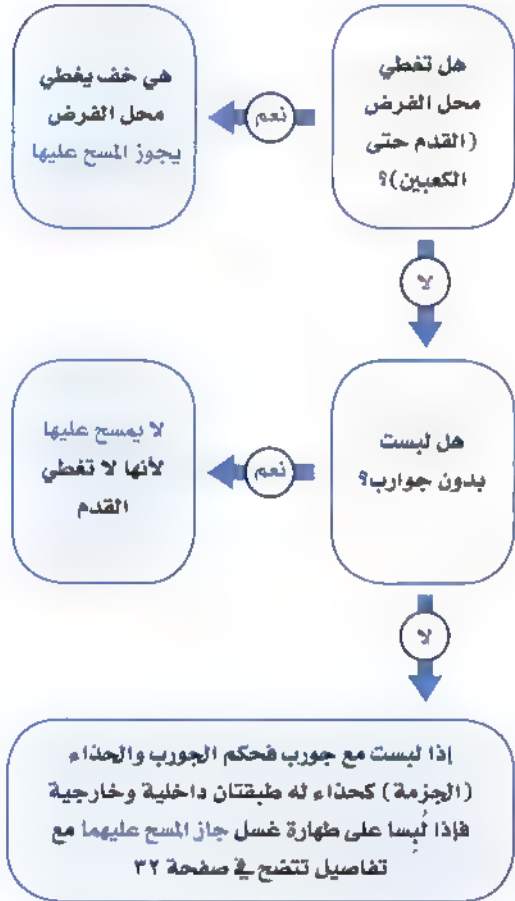 هل تغطي
محل الفرض
(القدم حتى
الكعبين)؟
نعم
هي خف يغطي
محل الفرض
يجوز المسح عليها
لا
هل لبست
بدون جوارب؟
نعم
لا يمسح عليها
لأنها لا تغطي
القدم
لا
إذا لبست مع جورب فحكم الجورب والحذاء
(الجزمة) كحذاء له طبقتان داخلية وخارجية
فإذا لُبِسا على طهارة غسل جاز المسح عليهما مع
تفاصيل تتضح في صفحة ٣٢